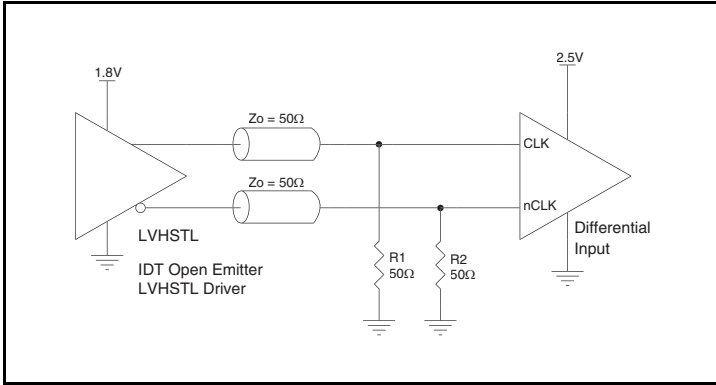 1.8V
2.5V
Zo = 50Ω
CLK
Zo = 50Ω
nCLK
LVHSTL
Differential
Input
IDT Open Emitter
LVHSTL Driver
R1
50Ω
R2
50Ω